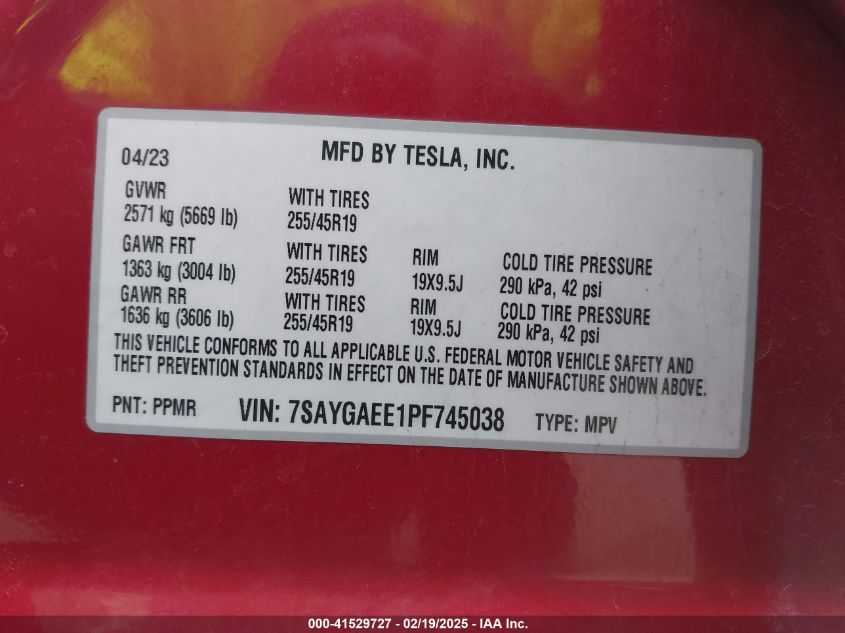 04/23
MFD BY TESLA, INC.
GVWR
2571 kg (5669 lb)
WITH TIRES
255/45R19
GAWR FRT
1363 kg (3004 lb)
WITH TIRES
255/45R19
RIM
19X9.5J
COLD TIRE PRESSURE
290 kPa, 42 psi
GAWR RR
1636 kg (3606 lb)
WITH TIRES
255/45R19
RIM
19X9.5J
COLD TIRE PRESSURE
290 kPa, 42 psi
THIS VEHICLE CONFORMS TO ALL APPLICABLE U.S. FEDERAL MOTOR VEHICLE SAFETY AND
THEFT PREVENTION STANDARDS IN EFFECT ON THE DATE OF MANUFACTURE SHOWN ABOVE.
PNT: PPMR VIN: 7SAYGAEE1PF745038 TYPE: MPV
000-41529727 - 02/19/2025 - IAA Inc.